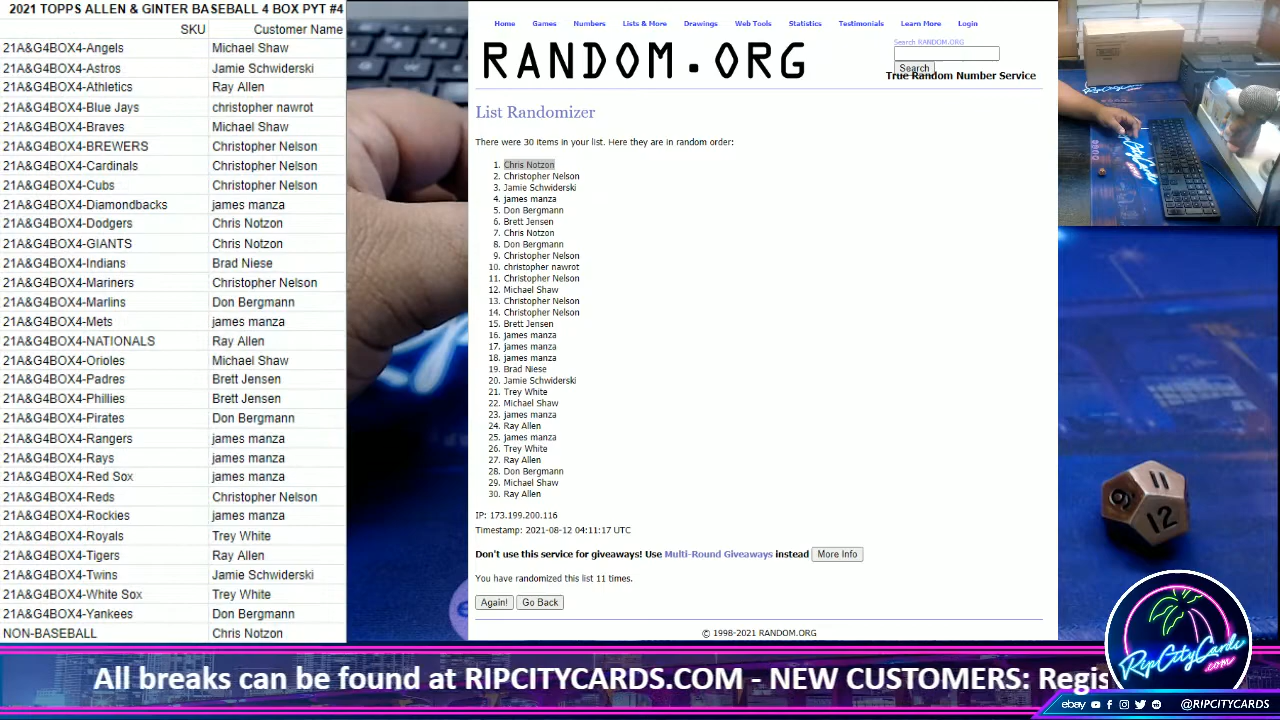 2021 TOPPS ALLEN & GINTER BASEBALL 4 BOX PYT #4
SKU Customer Name
21A&G4BOX4-Angels Michael Shaw
21A&G4BOX4-Astros Jamie Schwiderski
21A&G4BOX4-Athletics Ray Allen
21A&G4BOX4-Blue Jays christopher nawrot
21A&G4BOX4-Braves Michael Shaw
21A&G4BOX4-BREWERS Christopher Nelson
21A&G4BOX4-Cardinals Christopher Nelson
21A&G4BOX4-Cubs Christopher Nelson
21A&G4BOX4-Diamondbacks james manza
21A&G4BOX4-Dodgers Chris Notzon
21A&G4BOX4-GIANTS Chris Notzon
21A&G4BOX4-Indians Brad Niese
21A&G4BOX4-Mariners Christopher Nelson
21A&G4BOX4-Marlins Don Bergmann
21A&G4BOX4-Mets james manza
21A&G4BOX4-NATIONALS Ray Allen
21A&G4BOX4-Orioles Michael Shaw
21A&G4BOX4-Padres Brett Jensen
21A&G4BOX4-Phillies Brett Jensen
21A&G4BOX4-Pirates Don Bergmann
21A&G4BOX4-Rangers james manza
21A&G4BOX4-Rays james manza
21A&G4BOX4-Red Sox james manza
21A&G4BOX4-Reds Christopher Nelson
21A&G4BOX4-Rockies james manza
21A&G4BOX4-Royals Trey White
21A&G4BOX4-Tigers Ray Allen
21A&G4BOX4-Twins Jamie Schwiderski
21A&G4BOX4-White Sox Trey White
21A&G4BOX4-Yankees Don Bergmann
NON-BASEBALL Chris Notzon
Home Games Numbers Lists & More Drawings Web Tools Statistics Testimonials Learn More Login
RANDOM.ORG
Search RANDOM.ORG
Search
True Random Number Service
List Randomizer
There were 30 items in your list. Here they are in random order:
1. Chris Notzon
2. Christopher Nelson
3. Jamie Schwiderski
4. james manza
5. Don Bergmann
6. Brett Jensen
7. Chris Notzon
8. Don Bergmann
9. Christopher Nelson
10. christopher nawrot
11. Christopher Nelson
12. Michael Shaw
13. Christopher Nelson
14. Christopher Nelson
15. Brett Jensen
16. james manza
17. james manza
18. james manza
19. Brad Niese
20. Jamie Schwiderski
21. Trey White
22. Michael Shaw
23. james manza
24. Ray Allen
25. james manza
26. Trey White
27. Ray Allen
28. Don Bergmann
29. Michael Shaw
30. Ray Allen
IP: 173.199.200.116
Timestamp: 2021-08-12 04:11:17 UTC
Don't use this service for giveaways! Use Multi-Round Giveaways instead More Info
You have randomized this list 11 times.
Again! Go Back
© 1998-2021 RANDOM.ORG
9 11 12
All breaks can be found at RIPCITYCARDS.COM - NEW CUSTOMERS: Regis
RipCityCards
.com
ebay @RIPCITYCARDS